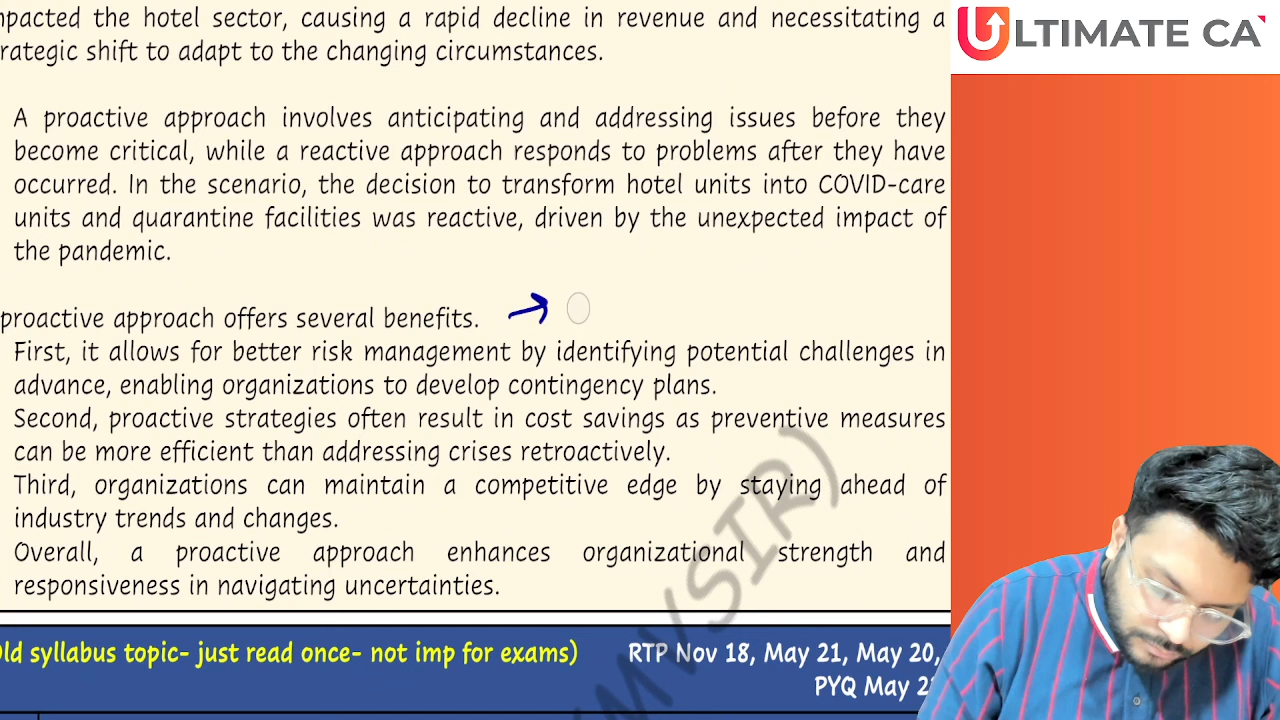 mpacted the hotel sector, causing a rapid decline in revenue and necessitating a
rategic shift to adapt to the changing circumstances.
A proactive approach involves anticipating and addressing issues before they
become critical, while a reactive approach responds to problems after they have
occurred. In the scenario, the decision to transform hotel units into COVID-care
units and quarantine facilities was reactive, driven by the unexpected impact of
the pandemic.
proactive approach offers several benefits.
First, it allows for better risk management by identifying potential challenges in
advance, enabling organizations to develop contingency plans.
Second, proactive strategies often result in cost savings as preventive measures
can be more efficient than addressing crises retroactively.
Third, organizations can maintain a competitive edge by staying ahead of
industry trends and changes.
Overall, a proactive approach enhances organizational strength and
responsiveness in navigating uncertainties.
ld syllabus topic- just read once- not imp for exams)
RTP Nov 18, May 21, May 20,
PYQ May 2
ULTIMATE CA
MVSIR)